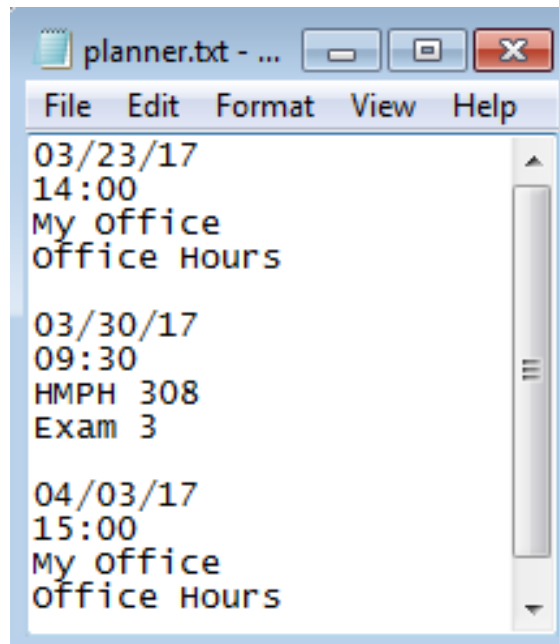 planner.txt - ...
File Edit Format View Help
03/23/17
14:00
My Office
Office Hours
03/30/17
09:30
HMPH 308
Exam 3
04/03/17
15:00
My Office
Office Hours